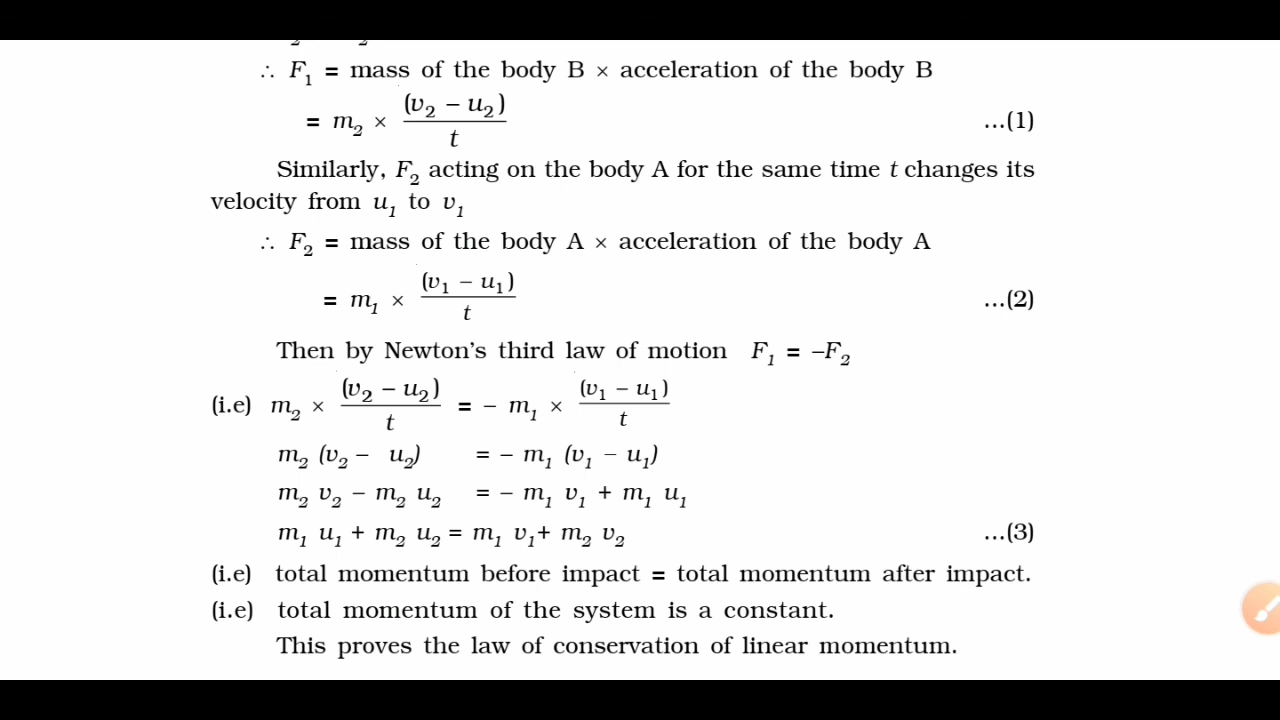 ∴ F₁ = mass of the body B × acceleration of the body B
= m₂ × (v₂ – u₂) / t ...(1)
Similarly, F₂ acting on the body A for the same time t changes its
velocity from u₁ to v₁
∴ F₂ = mass of the body A × acceleration of the body A
= m₁ × (v₁ – u₁) / t ...(2)
Then by Newton's third law of motion F₁ = –F₂
(i.e) m₂ × (v₂ – u₂) / t = – m₁ × (v₁ – u₁) / t
m₂ (v₂ – u₂) = – m₁ (v₁ – u₁)
m₂ v₂ – m₂ u₂ = – m₁ v₁ + m₁ u₁
m₁ u₁ + m₂ u₂ = m₁ v₁+ m₂ v₂ ...(3)
(i.e) total momentum before impact = total momentum after impact.
(i.e) total momentum of the system is a constant.
This proves the law of conservation of linear momentum.